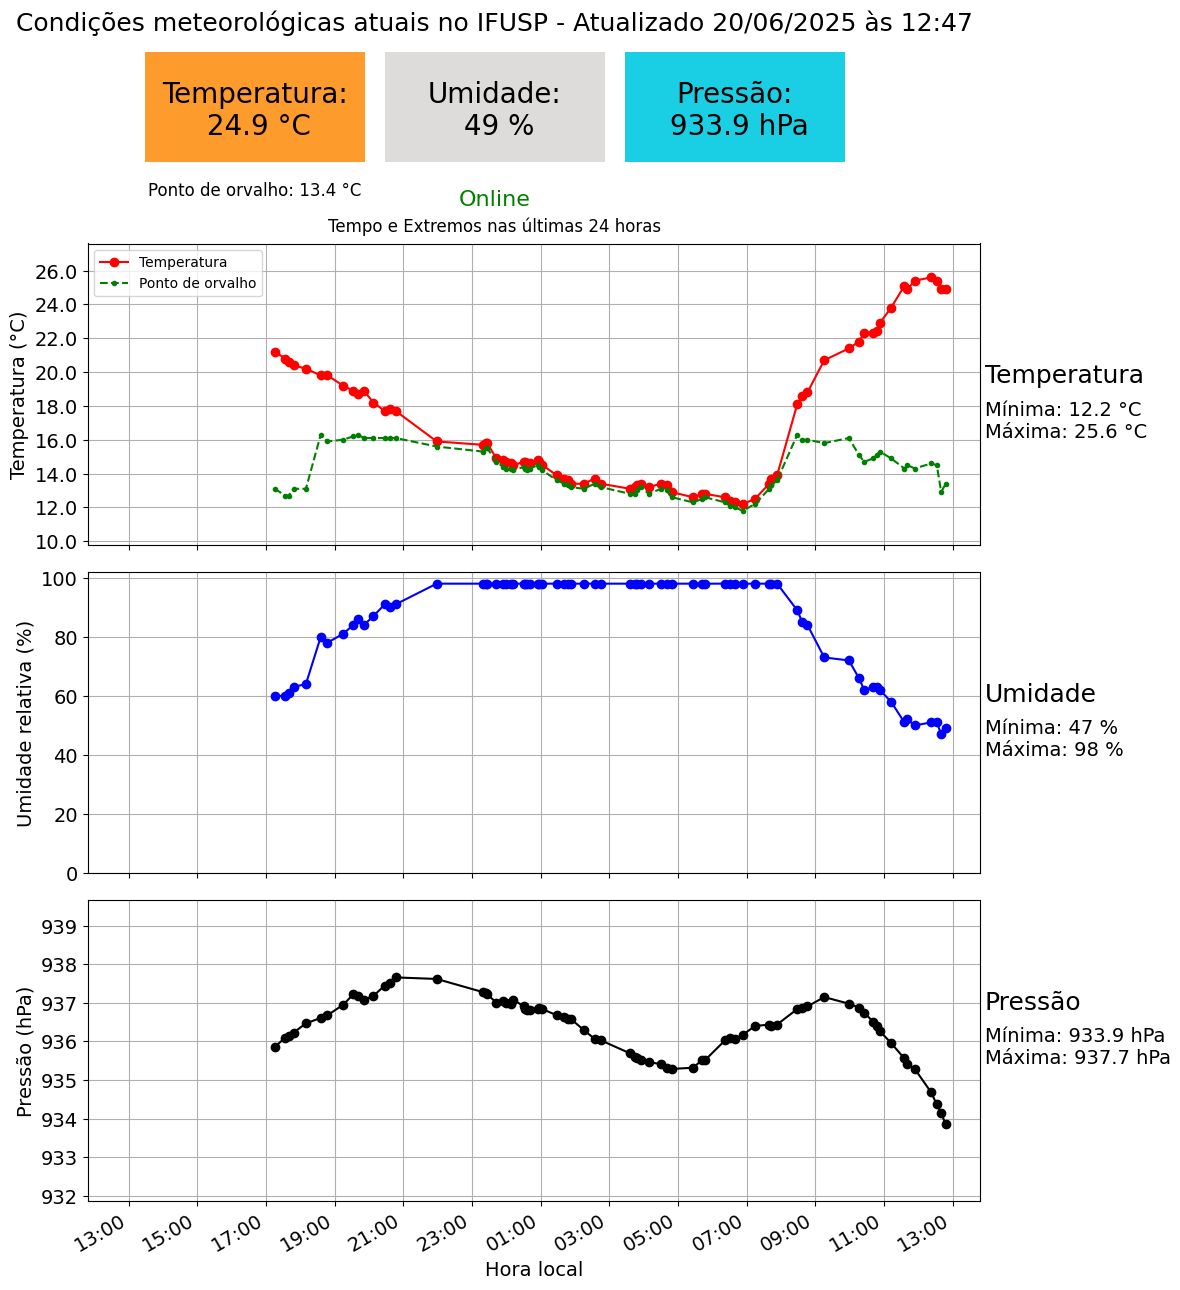 Condições meteorológicas atuais no IFUSP - Atualizado 20/06/2025 às 12:47
Temperatura:
24.9 °C
Umidade:
49 %
Pressão:
933.9 hPa
Ponto de orvalho: 13.4 °C
Online
Tempo e Extremos nas últimas 24 horas
Temperatura (°C)
26.0
24.0
22.0
20.0
18.0
16.0
14.0
12.0
10.0
Temperatura
Ponto de orvalho
Temperatura
Mínima: 12.2 °C
Máxima: 25.6 °C
Umidade relativa (%)
100
80
60
40
20
0
Umidade
Mínima: 47 %
Máxima: 98 %
Pressão (hPa)
939
938
937
936
935
934
933
932
Pressão
Mínima: 933.9 hPa
Máxima: 937.7 hPa
13:00
15:00
17:00
19:00
21:00
23:00
01:00
03:00
05:00
07:00
09:00
11:00
13:00
Hora local